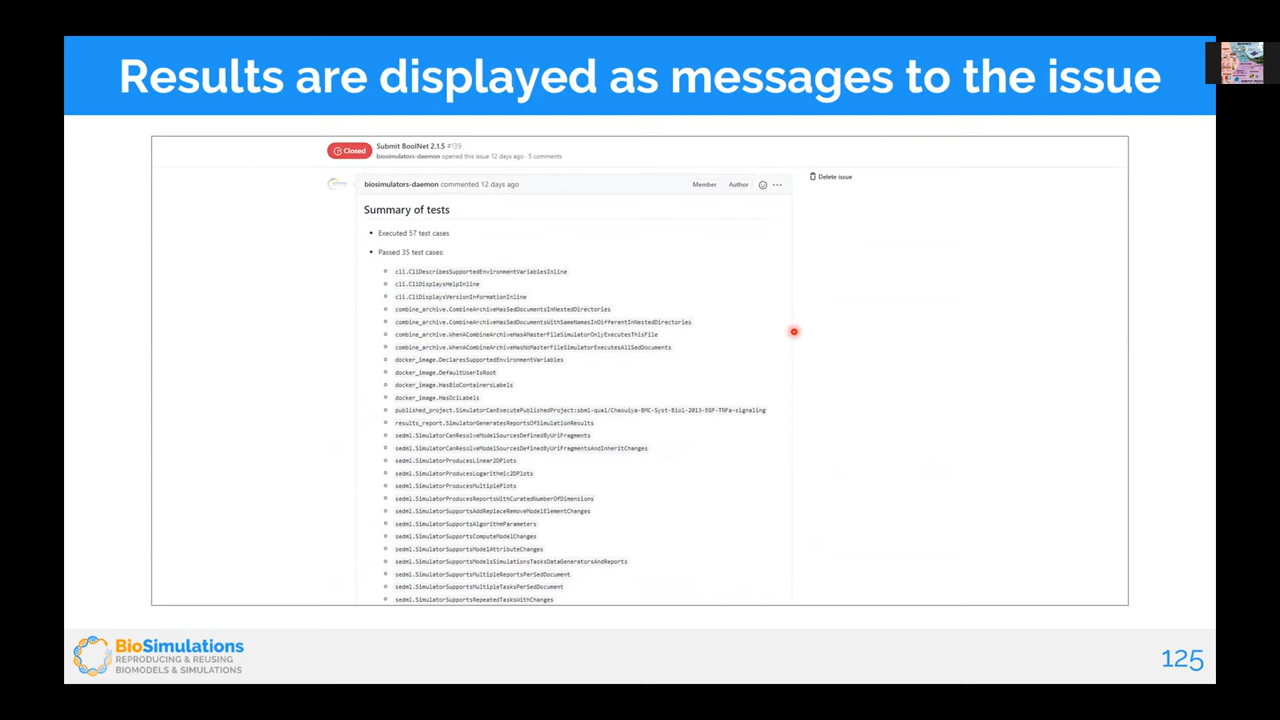 Results are displayed as messages to the issue
Closed
Submit BoolNet 2.1.5 #139
biosimulators-daemon opened this issue 12 days ago · 5 comments
biosimulators-daemon commented 12 days ago
Member
Author
Delete issue
Summary of tests
Executed 57 test cases
Passed 35 test cases:
cli.CliDescribesSupportedEnvironmentVariablesInline
cli.CliDisplaysHelpInline
cli.CliDisplaysVersionInformationInline
combine_archive.CombineArchiveHasSedDocumentsInNestedDirectories
combine_archive.CombineArchiveHasSedDocumentsWithSameNamesInDifferentInNestedDirectories
combine_archive.WhenACombineArchiveHasAMasterFileSimulatorOnlyExecutesThisFile
combine_archive.WhenACombineArchiveHasNoMasterFileSimulatorExecutesAllSedDocuments
docker_image.DeclaresSupportedEnvironmentVariables
docker_image.DefaultUserIsRoot
docker_image.HasBioContainersLabels
docker_image.HasOciLabels
published_project.SimulatorCanExecutePublishedProject:sbml-qual/Chaouiya-BMC-Syst-Biol-2013-EGF-TNFa-signaling
results_report.SimulatorGeneratesReportsOfSimulationResults
sedml.SimulatorCanResolveModelSourcesDefinedByUriFragments
sedml.SimulatorCanResolveModelSourcesDefinedByUriFragmentsAndInheritChanges
sedml.SimulatorProducesLinear2DPlots
sedml.SimulatorProducesLogarithmic2DPlots
sedml.SimulatorProducesMultiplePlots
sedml.SimulatorProducesReportsWithCuratedNumberOfDimensions
sedml.SimulatorSupportsAddReplaceRemoveModelElementChanges
sedml.SimulatorSupportsAlgorithmParameters
sedml.SimulatorSupportsComputeModelChanges
sedml.SimulatorSupportsModelAttributeChanges
sedml.SimulatorSupportsModelsSimulationsTasksDataGeneratorsAndReports
sedml.SimulatorSupportsMultipleReportsPerSedDocument
sedml.SimulatorSupportsMultipleTasksPerSedDocument
sedml.SimulatorSupportsRepeatedTasksWithChanges
BioSimulations
REPRODUCING & REUSING
BIOMODELS & SIMULATIONS
125